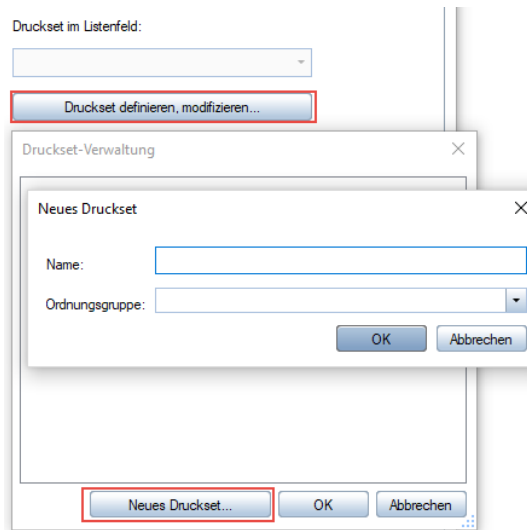 Druckset im Listenfeld:
Druckset definieren, modifizieren...
Druckset-Verwaltung
Neues Druckset
Name:
Ordnungsgruppe:
OK Abbrechen
Neues Druckset... OK Abbrechen